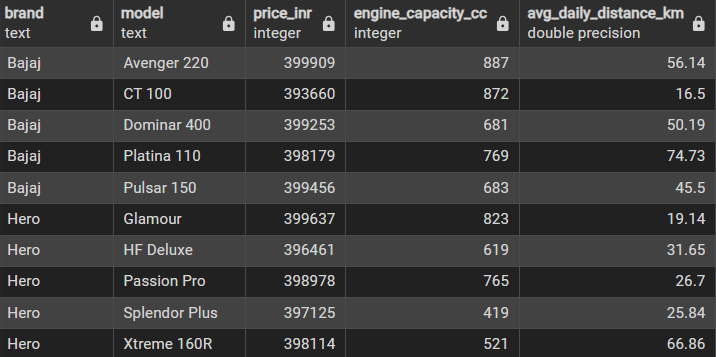 brand model price_inr engine_capacity_cc avg_daily_distance_km
text text integer integer double precision
Bajaj Avenger 220 399909 887 56.14
Bajaj CT 100 393660 872 16.5
Bajaj Dominar 400 399253 681 50.19
Bajaj Platina 110 398179 769 74.73
Bajaj Pulsar 150 399456 683 45.5
Hero Glamour 399637 823 19.14
Hero HF Deluxe 396461 619 31.65
Hero Passion Pro 398978 765 26.7
Hero Splendor Plus 397125 419 25.84
Hero Xtreme 160R 398114 521 66.86